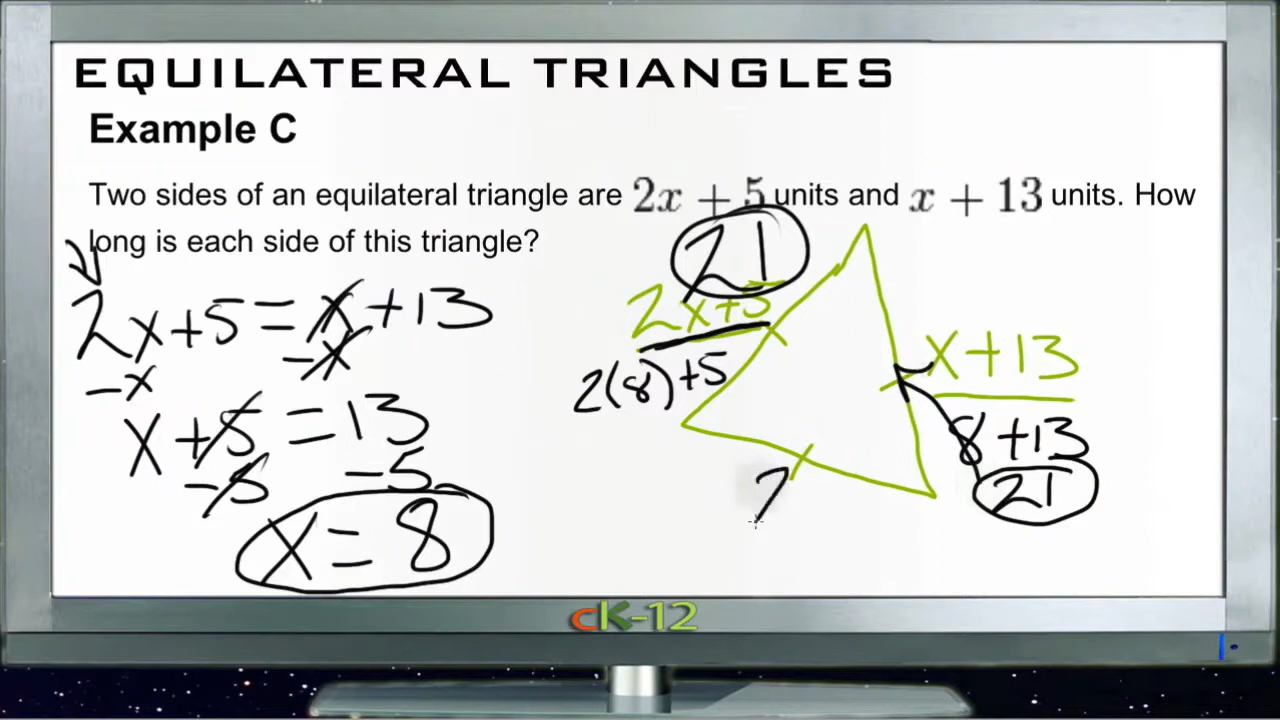 EQUILATERAL TRIANGLES
Example C
Two sides of an equilateral triangle are 2x + 5 units and x + 13 units. How
long is each side of this triangle?
2x+5=x+13
-x -x
x+5=13
-5 -5
x=8
21
2x+5
2(8)+5
x+13
8+13
21
2
cK-12